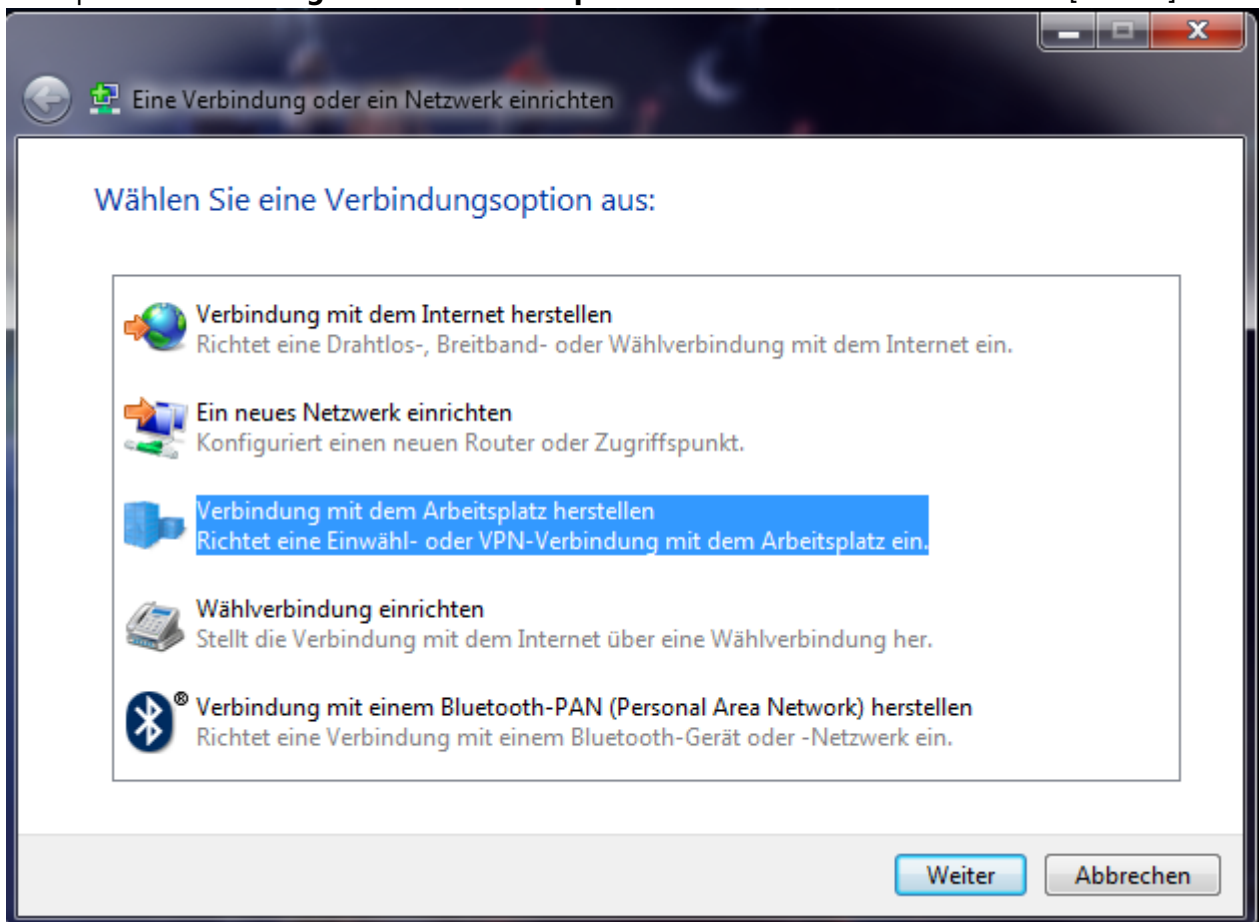 Eine Verbindung oder ein Netzwerk einrichten
Wählen Sie eine Verbindungsoption aus:
Verbindung mit dem Internet herstellen
Richtet eine Drahtlos-, Breitband- oder Wählverbindung mit dem Internet ein.
Ein neues Netzwerk einrichten
Konfiguriert einen neuen Router oder Zugriffspunkt.
Verbindung mit dem Arbeitsplatz herstellen
Richtet eine Einwähl- oder VPN-Verbindung mit dem Arbeitsplatz ein.
Wählverbindung einrichten
Stellt die Verbindung mit dem Internet über eine Wählverbindung her.
® Verbindung mit einem Bluetooth-PAN (Personal Area Network) herstellen
Richtet eine Verbindung mit einem Bluetooth-Gerät oder -Netzwerk ein.
Weiter Abbrechen